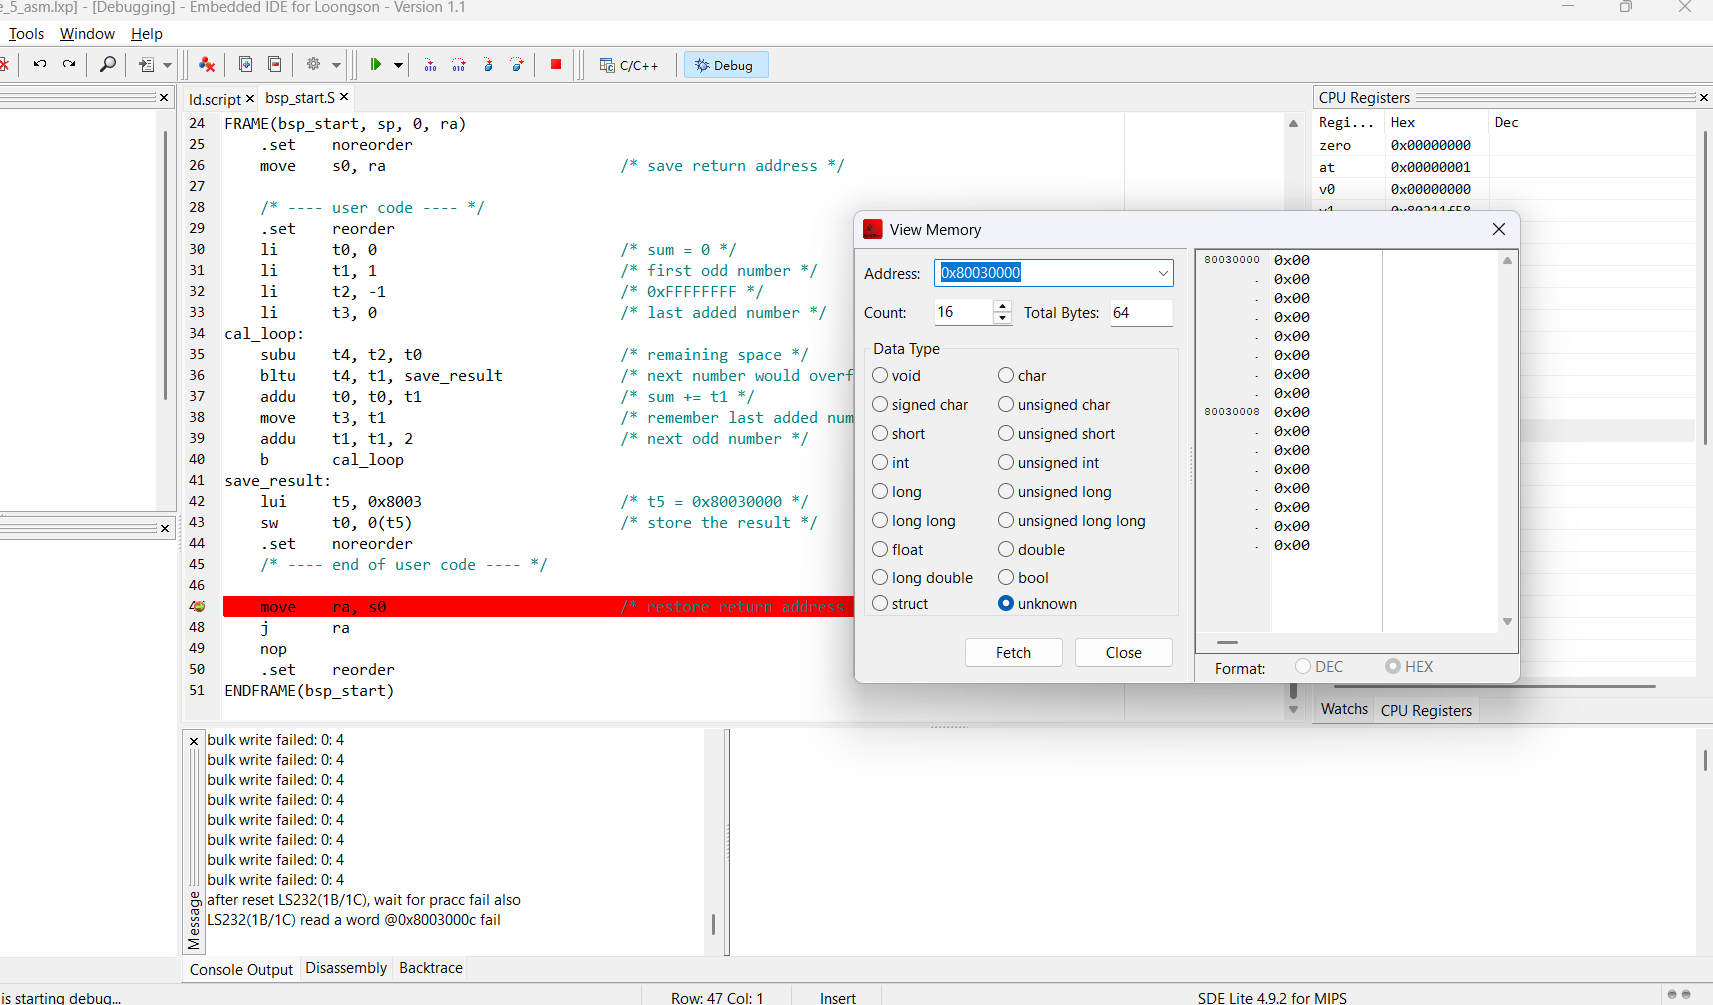 e_5_asm.lxp] - [Debugging] - Embedded IDE for Loongson - Version 1.1
Tools Window Help
C/C++ Debug
ld.script bsp_start.S
24 FRAME(bsp_start, sp, 0, ra)
25 .set noreorder
26 move s0, ra /* save return address */
27
28 /* ---- user code ---- */
29 .set reorder
30 li t0, 0 /* sum = 0 */
31 li t1, 1 /* first odd number */
32 li t2, -1 /* 0xFFFFFFFF */
33 li t3, 0 /* last added number */
34 cal_loop:
35 subu t4, t2, t0 /* remaining space */
36 bltu t4, t1, save_result /* next number would overf
37 addu t0, t0, t1 /* sum += t1 */
38 move t3, t1 /* remember last added num
39 addu t1, t1, 2 /* next odd number */
40 b cal_loop
41 save_result:
42 lui t5, 0x8003 /* t5 = 0x80030000 */
43 sw t0, 0(t5) /* store the result */
44 .set noreorder
45 /* ---- end of user code ---- */
46
move ra, s0 /* restore return address
48 j ra
49 nop
50 .set reorder
51 ENDFRAME(bsp_start)
CPU Registers
Regi... Hex Dec
zero 0x00000000
at 0x00000001
v0 0x00000000
v1 0x80211f58
View Memory
Address: 0x80030000
Count: 16 Total Bytes: 64
Data Type
void char
signed char unsigned char
short unsigned short
int unsigned int
long unsigned long
long long unsigned long long
float double
long double bool
struct unknown
Fetch Close
80030000 0x00
. 0x00
. 0x00
. 0x00
. 0x00
. 0x00
. 0x00
. 0x00
80030008 0x00
. 0x00
. 0x00
. 0x00
. 0x00
. 0x00
. 0x00
. 0x00
Format: DEC HEX
Watchs CPU Registers
Message
bulk write failed: 0: 4
bulk write failed: 0: 4
bulk write failed: 0: 4
bulk write failed: 0: 4
bulk write failed: 0: 4
bulk write failed: 0: 4
bulk write failed: 0: 4
bulk write failed: 0: 4
after reset LS232(1B/1C), wait for pracc fail also
LS232(1B/1C) read a word @0x8003000c fail
Console Output Disassembly Backtrace
is starting debug... Row: 47 Col: 1 Insert SDE Lite 4.9.2 for MIPS